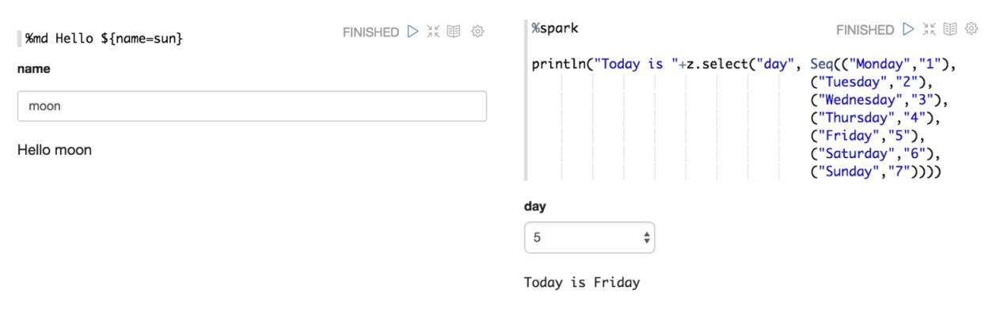 %md Hello ${name=sun}
FINISHED
name
moon
Hello moon
%spark
FINISHED
println("Today is "+z.select("day", Seq(("Monday","1"),
("Tuesday","2"),
("Wednesday","3"),
("Thursday","4"),
("Friday","5"),
("Saturday","6"),
("Sunday","7"))))
day
5
Today is Friday